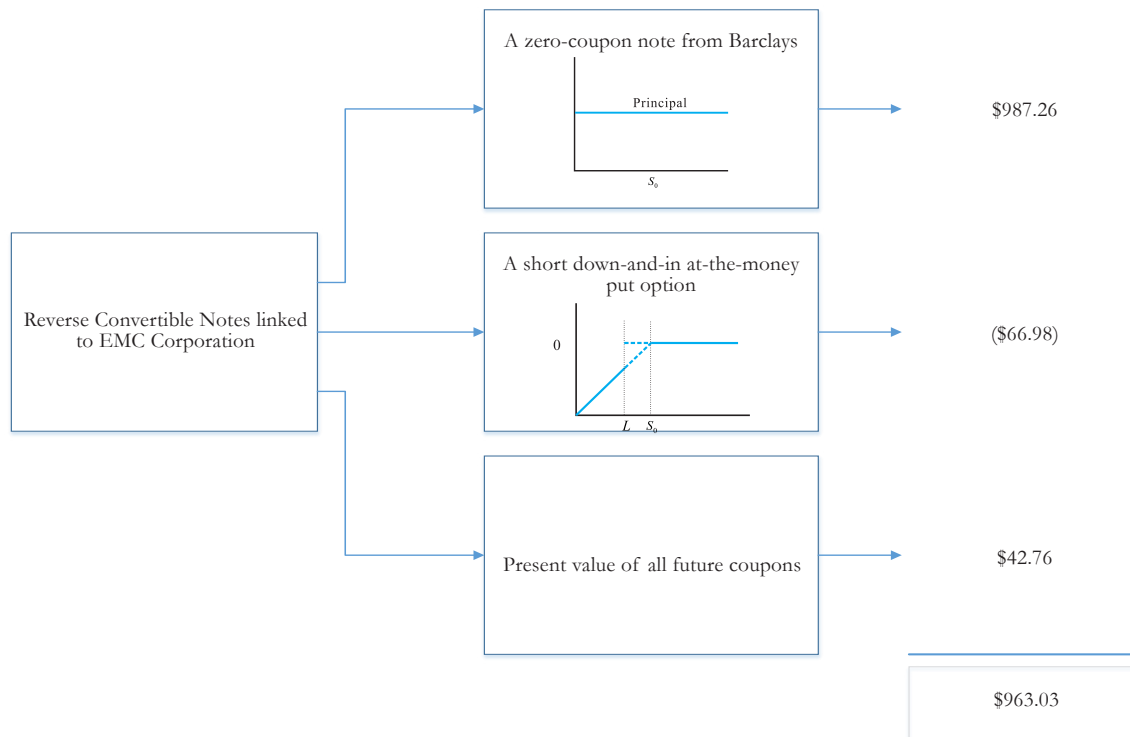 A zero-coupon note from Barclays
Principal
S₀
$987.26
Reverse Convertible Notes linked
to EMC Corporation
A short down-and-in at-the-money
put option
0
L S₀
($66.98)
Present value of all future coupons
$42.76
$963.03